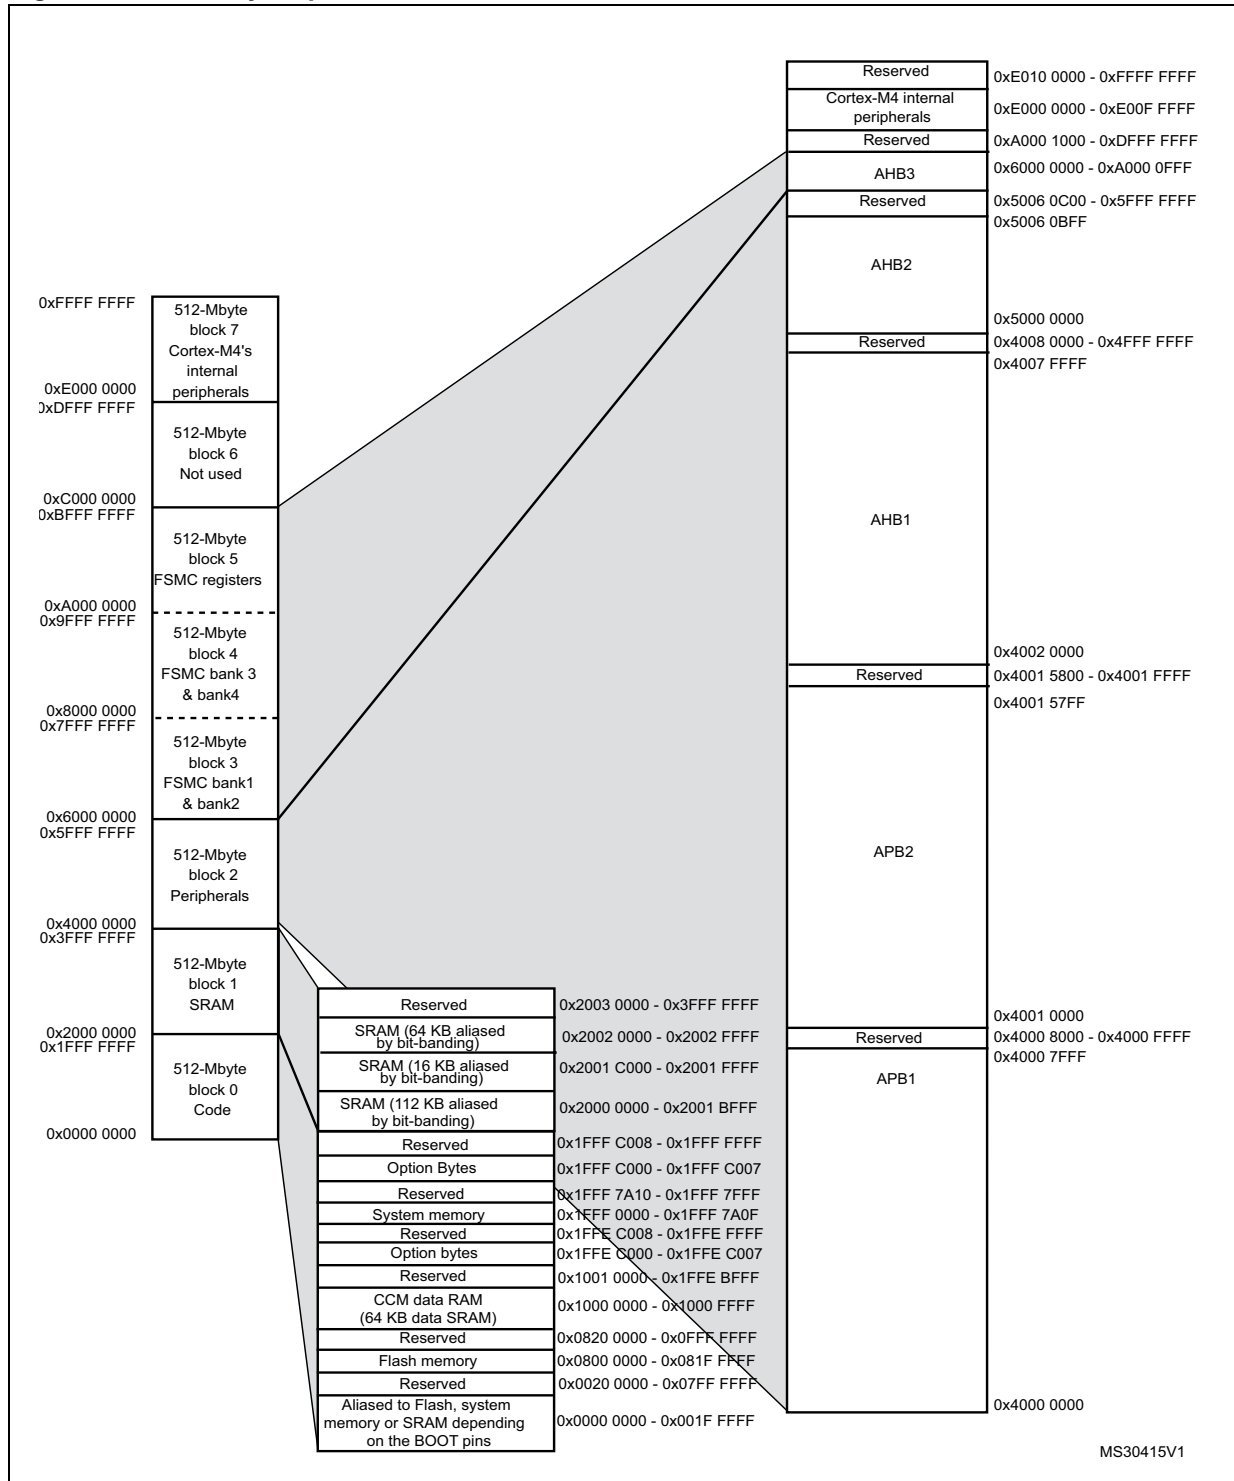 Reserved
0xE010 0000 - 0xFFFF FFFF
Cortex-M4 internal
peripherals
0xE000 0000 - 0xE00F FFFF
Reserved
0xA000 1000 - 0xDFFF FFFF
AHB3
0x6000 0000 - 0xA000 0FFF
Reserved
0x5006 0C00 - 0x5FFF FFFF
0x5006 0BFF
AHB2
0x5000 0000
Reserved
0x4008 0000 - 0x4FFF FFFF
0x4007 FFFF
AHB1
0x4002 0000
Reserved
0x4001 5800 - 0x4001 FFFF
0x4001 57FF
APB2
0x4001 0000
Reserved
0x4000 8000 - 0x4000 FFFF
0x4000 7FFF
APB1
0x4000 0000
0xFFFF FFFF
512-Mbyte
block 7
Cortex-M4's
internal
peripherals
0xE000 0000
0xDFFF FFFF
512-Mbyte
block 6
Not used
0xC000 0000
0xBFFF FFFF
512-Mbyte
block 5
FSMC registers
0xA000 0000
0x9FFF FFFF
512-Mbyte
block 4
FSMC bank 3
& bank4
0x8000 0000
0x7FFF FFFF
512-Mbyte
block 3
FSMC bank1
& bank2
0x6000 0000
0x5FFF FFFF
512-Mbyte
block 2
Peripherals
0x4000 0000
0x3FFF FFFF
512-Mbyte
block 1
SRAM
0x2000 0000
0x1FFF FFFF
512-Mbyte
block 0
Code
0x0000 0000
Reserved
0x2003 0000 - 0x3FFF FFFF
SRAM (64 KB aliased
by bit-banding)
0x2002 0000 - 0x2002 FFFF
SRAM (16 KB aliased
by bit-banding)
0x2001 C000 - 0x2001 FFFF
SRAM (112 KB aliased
by bit-banding)
0x2000 0000 - 0x2001 BFFF
Reserved
0x1FFF C008 - 0x1FFF FFFF
Option Bytes
0x1FFF C000 - 0x1FFF C007
Reserved
0x1FFF 7A10 - 0x1FFF 7FFF
System memory
0x1FFF 0000 - 0x1FFF 7A0F
Reserved
0x1FFE C008 - 0x1FFE FFFF
Option bytes
0x1FFE C000 - 0x1FFE C007
Reserved
0x1001 0000 - 0x1FFE BFFF
CCM data RAM
(64 KB data SRAM)
0x1000 0000 - 0x1000 FFFF
Reserved
0x0820 0000 - 0x0FFF FFFF
Flash memory
0x0800 0000 - 0x081F FFFF
Reserved
0x0020 0000 - 0x07FF FFFF
Aliased to Flash, system
memory or SRAM depending
on the BOOT pins
0x0000 0000 - 0x001F FFFF
MS30415V1